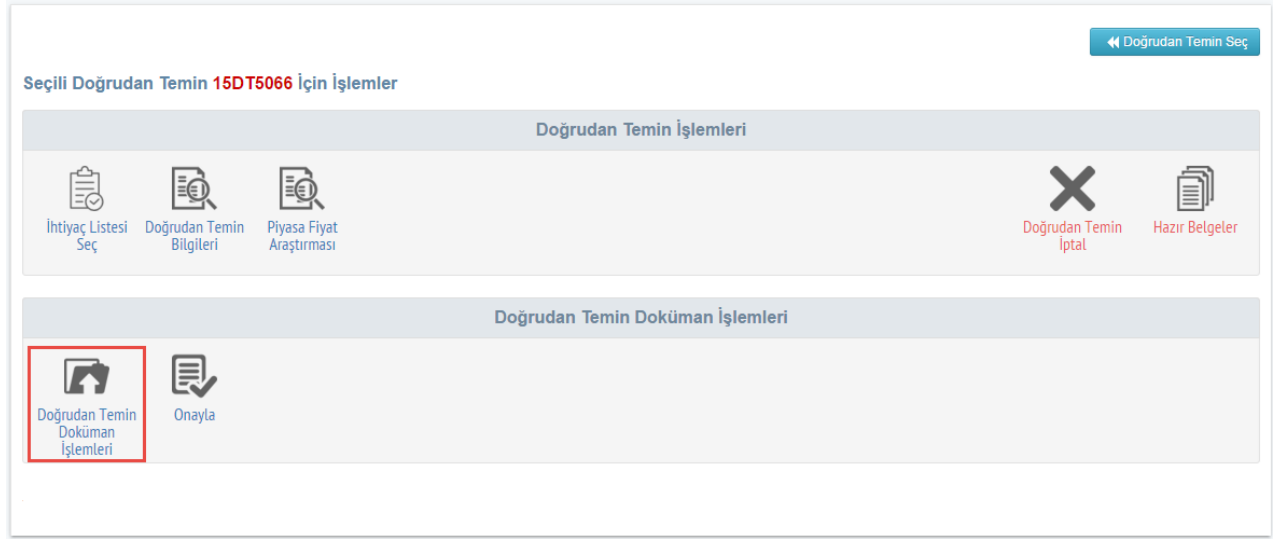 Doğrudan Temin Seç
Seçili Doğrudan Temin 15DT5066 İçin İşlemler
Doğrudan Temin İşlemleri
İhtiyaç Listesi
Seç
Doğrudan Temin
Bilgileri
Piyasa Fiyat
Araştırması
Doğrudan Temin
İptal
Hazır Belgeler
Doğrudan Temin Doküman İşlemleri
Doğrudan Temin
Doküman
İşlemleri
Onayla